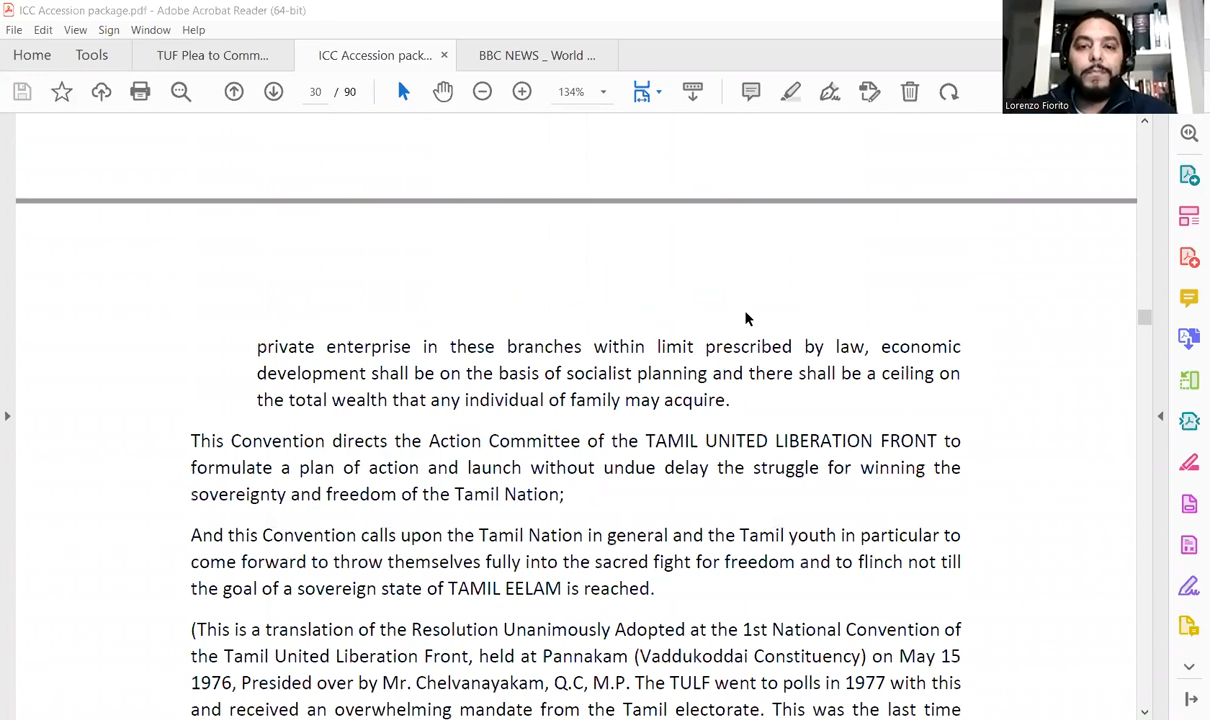 ICC Accession package.pdf - Adobe Acrobat Reader (64-bit)
File Edit View Sign Window Help
Home Tools TUF Plea to Comm... ICC Accession pack... × BBC NEWS _ World ...
30 / 90 134%
Lorenzo Fiorito
private enterprise in these branches within limit prescribed by law, economic
development shall be on the basis of socialist planning and there shall be a ceiling on
the total wealth that any individual of family may acquire.
This Convention directs the Action Committee of the TAMIL UNITED LIBERATION FRONT to
formulate a plan of action and launch without undue delay the struggle for winning the
sovereignty and freedom of the Tamil Nation;
And this Convention calls upon the Tamil Nation in general and the Tamil youth in particular to
come forward to throw themselves fully into the sacred fight for freedom and to flinch not till
the goal of a sovereign state of TAMIL EELAM is reached.
(This is a translation of the Resolution Unanimously Adopted at the 1st National Convention of
the Tamil United Liberation Front, held at Pannakam (Vaddukoddai Constituency) on May 15
1976, Presided over by Mr. Chelvanayakam, Q.C, M.P. The TULF went to polls in 1977 with this
and received an overwhelming mandate from the Tamil electorate. This was the last time